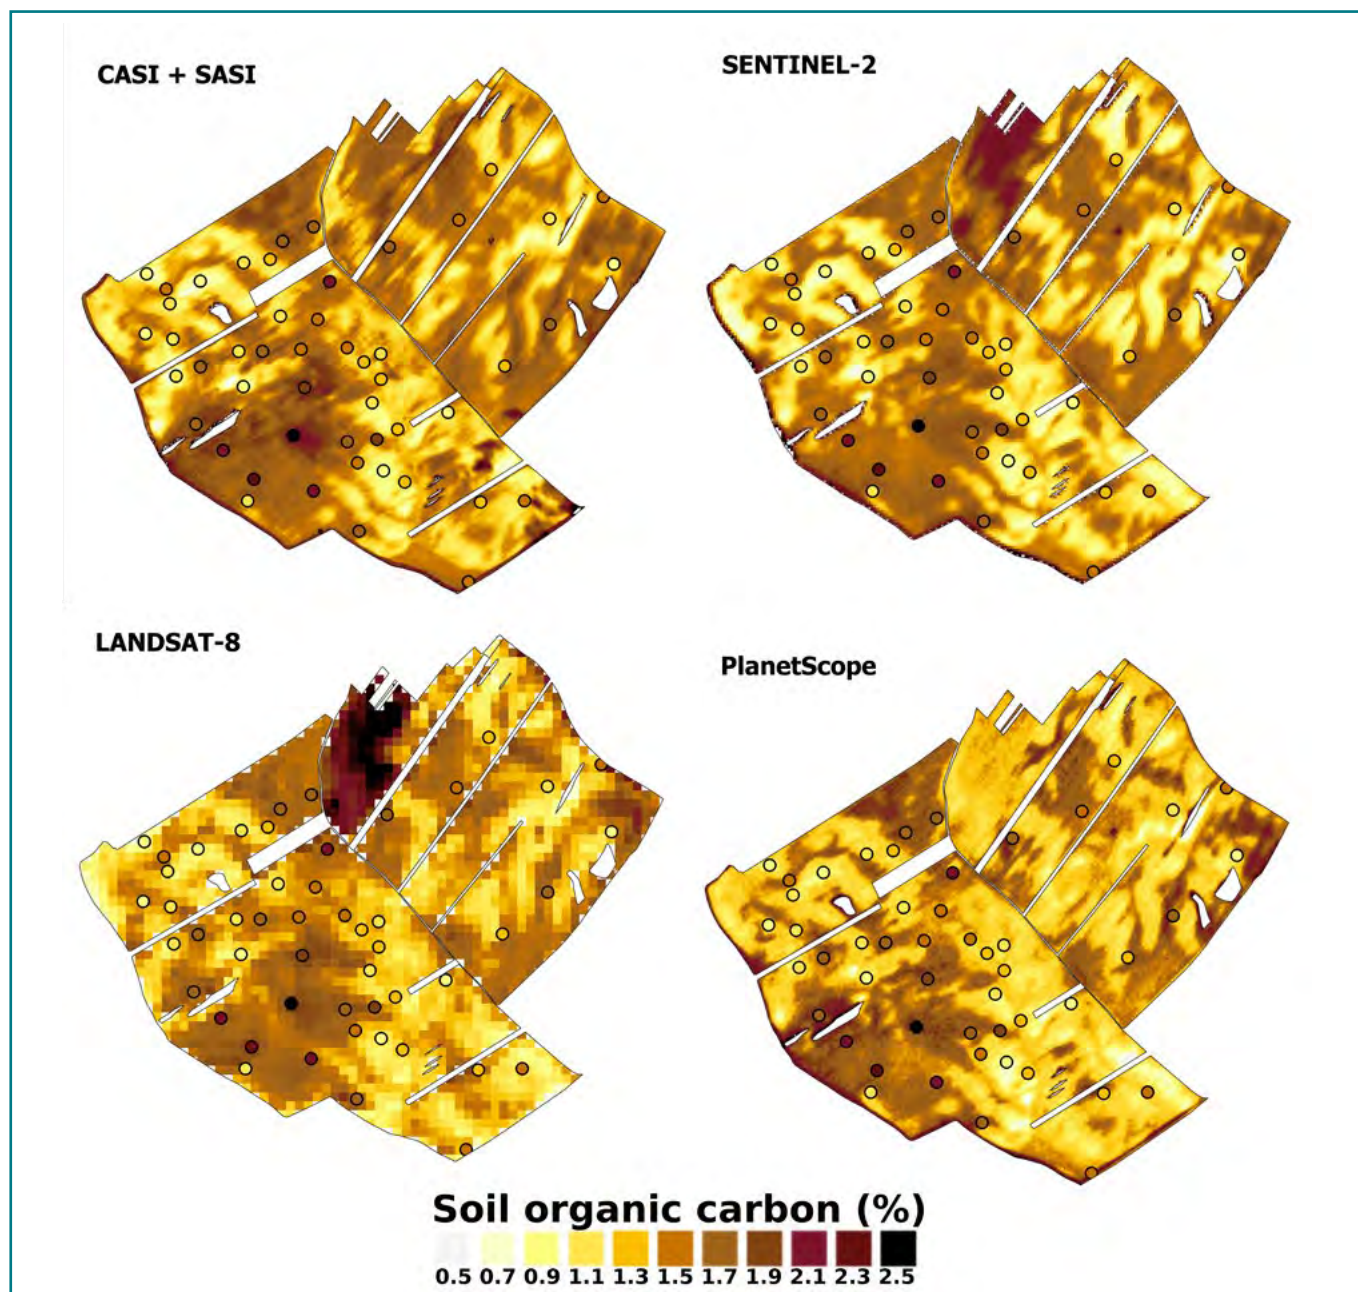 CASI + SASI
SENTINEL-2
LANDSAT-8
PlanetScope
Soil organic carbon (%)
0.5 0.7 0.9 1.1 1.3 1.5 1.7 1.9 2.1 2.3 2.5